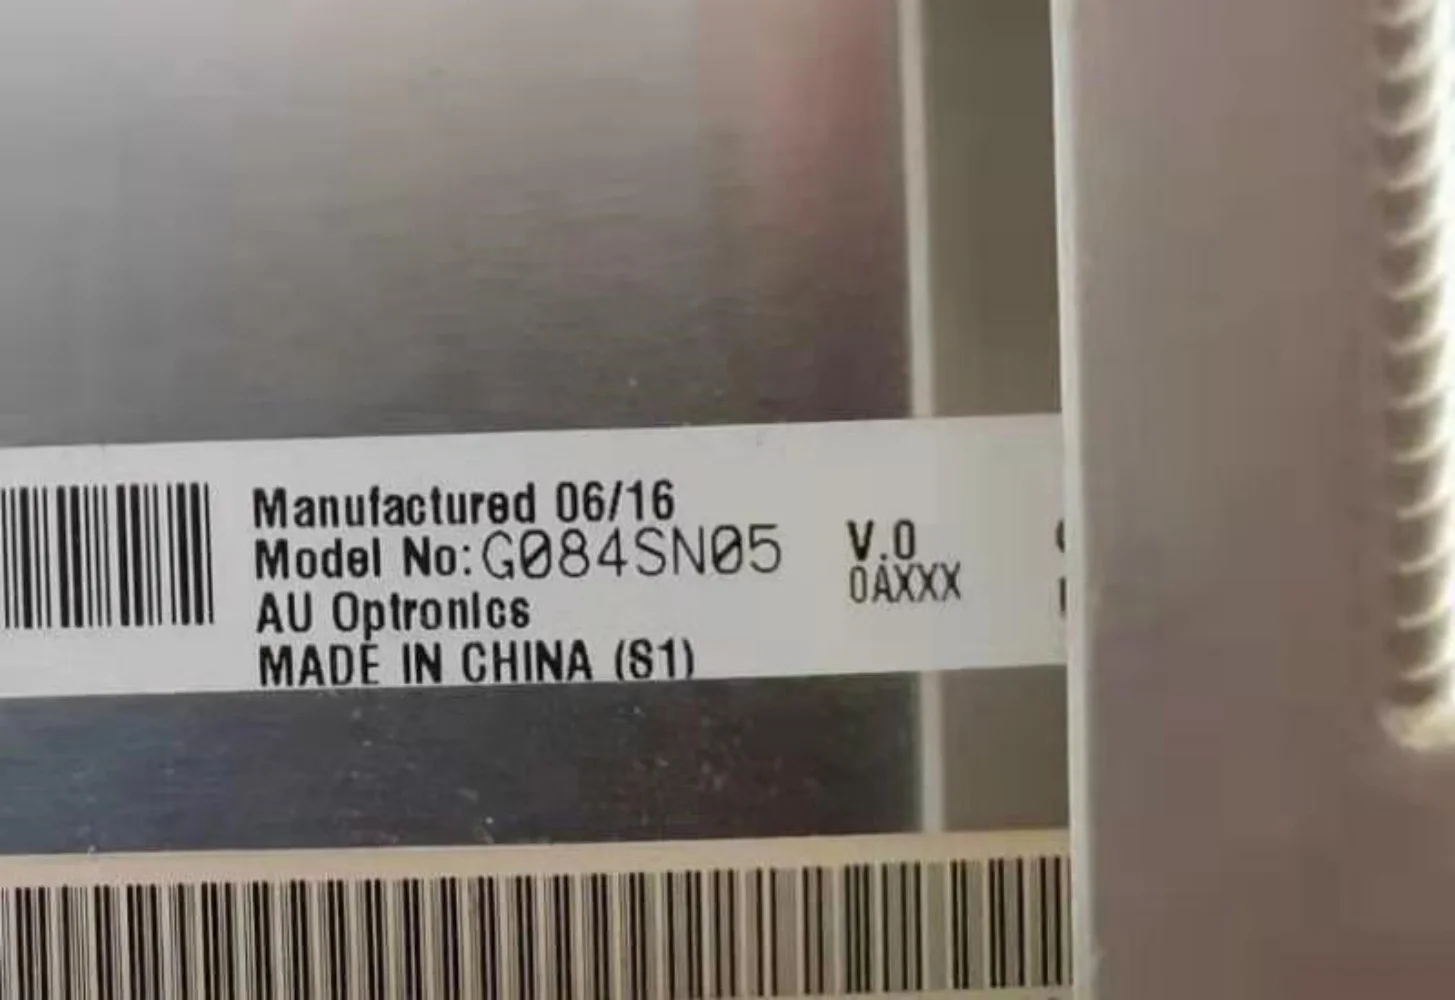 Manufactured 06/16
Model No: G084SN05 V.0
0AXXX
AU Optronics
MADE IN CHINA (S1)